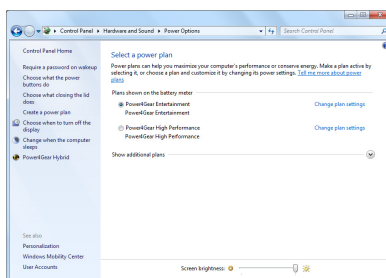 Control Panel ▸ Hardware and Sound ▸ Power Options
Search Control Panel
Control Panel Home
Require a password on wakeup
Choose what the power
buttons do
Choose what closing the lid
does
Create a power plan
Choose when to turn off the
display
Change when the computer
sleeps
Power4Gear Hybrid
See also
Personalization
Windows Mobility Center
User Accounts
Select a power plan
Power plans can help you maximize your computer's performance or conserve energy. Make a plan active by
selecting it, or choose a plan and customize it by changing its power settings. Tell me more about power
plans
Plans shown on the battery meter
Power4Gear Entertainment Change plan settings
Power4Gear Entertainment
Power4Gear High Performance Change plan settings
Power4Gear High Performance
Show additional plans
Screen brightness: